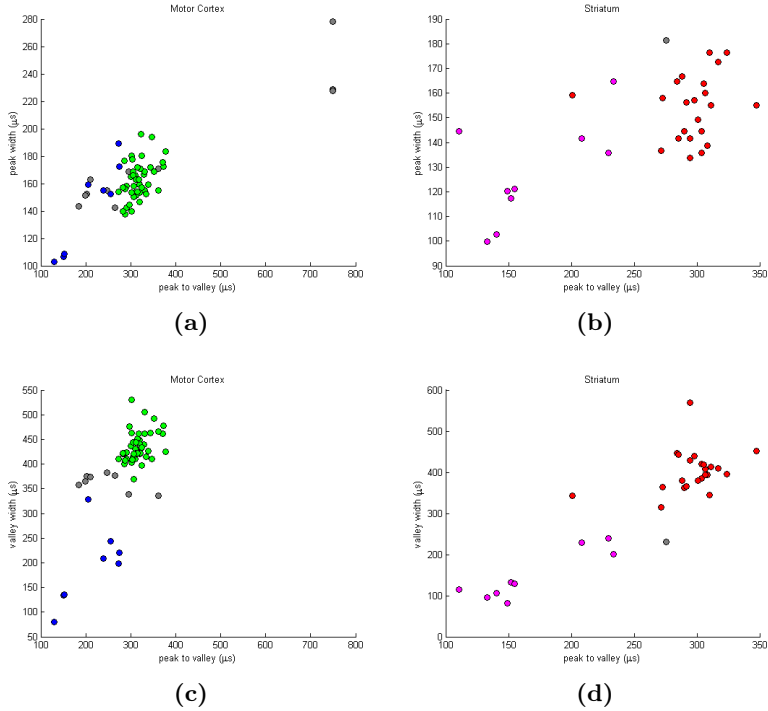 Motor Cortex
280
260
240
220
200
180
160
140
120
100
100 200 300 400 500 600 700 800
peak width (μs)
peak to valley (μs)
(a)
Striatum
190
180
170
160
150
140
130
120
110
100
90
100 150 200 250 300 350
peak width (μs)
peak to valley (μs)
(b)
Motor Cortex
550
500
450
400
350
300
250
200
150
100
50
100 200 300 400 500 600 700 800
valley width (μs)
peak to valley (μs)
(c)
Striatum
600
500
400
300
200
100
0
100 150 200 250 300 350
valley width (μs)
peak to valley (μs)
(d)